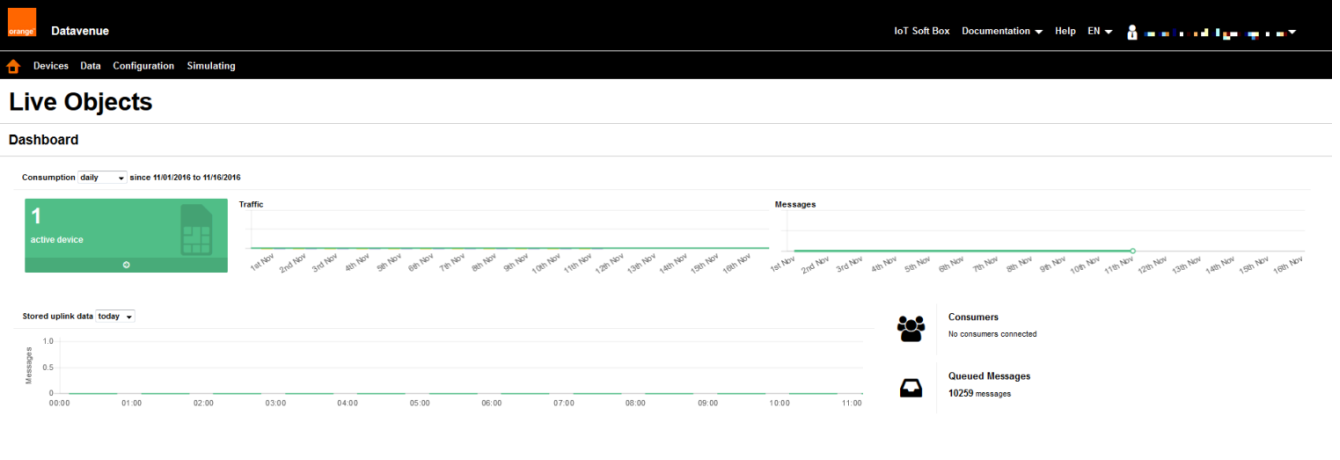 orange Datavenue IoT Soft Box Documentation Help EN
Devices Data Configuration Simulating
Live Objects
Dashboard
Consumption daily since 11/01/2016 to 11/16/2016
1
active device
Traffic
1st Nov 2nd Nov 3rd Nov 4th Nov 5th Nov 6th Nov 7th Nov 8th Nov 9th Nov 10th Nov 11th Nov 12th Nov 13th Nov 14th Nov 15th Nov 16th Nov
Messages
1st Nov 2nd Nov 3rd Nov 4th Nov 5th Nov 6th Nov 7th Nov 8th Nov 9th Nov 10th Nov 11th Nov 12th Nov 13th Nov 14th Nov 15th Nov 16th Nov
Stored uplink data today
Messages
1.0
0.5
0
00:00 01:00 02:00 03:00 04:00 05:00 06:00 07:00 08:00 09:00 10:00 11:00
Consumers
No consumers connected
Queued Messages
10259 messages